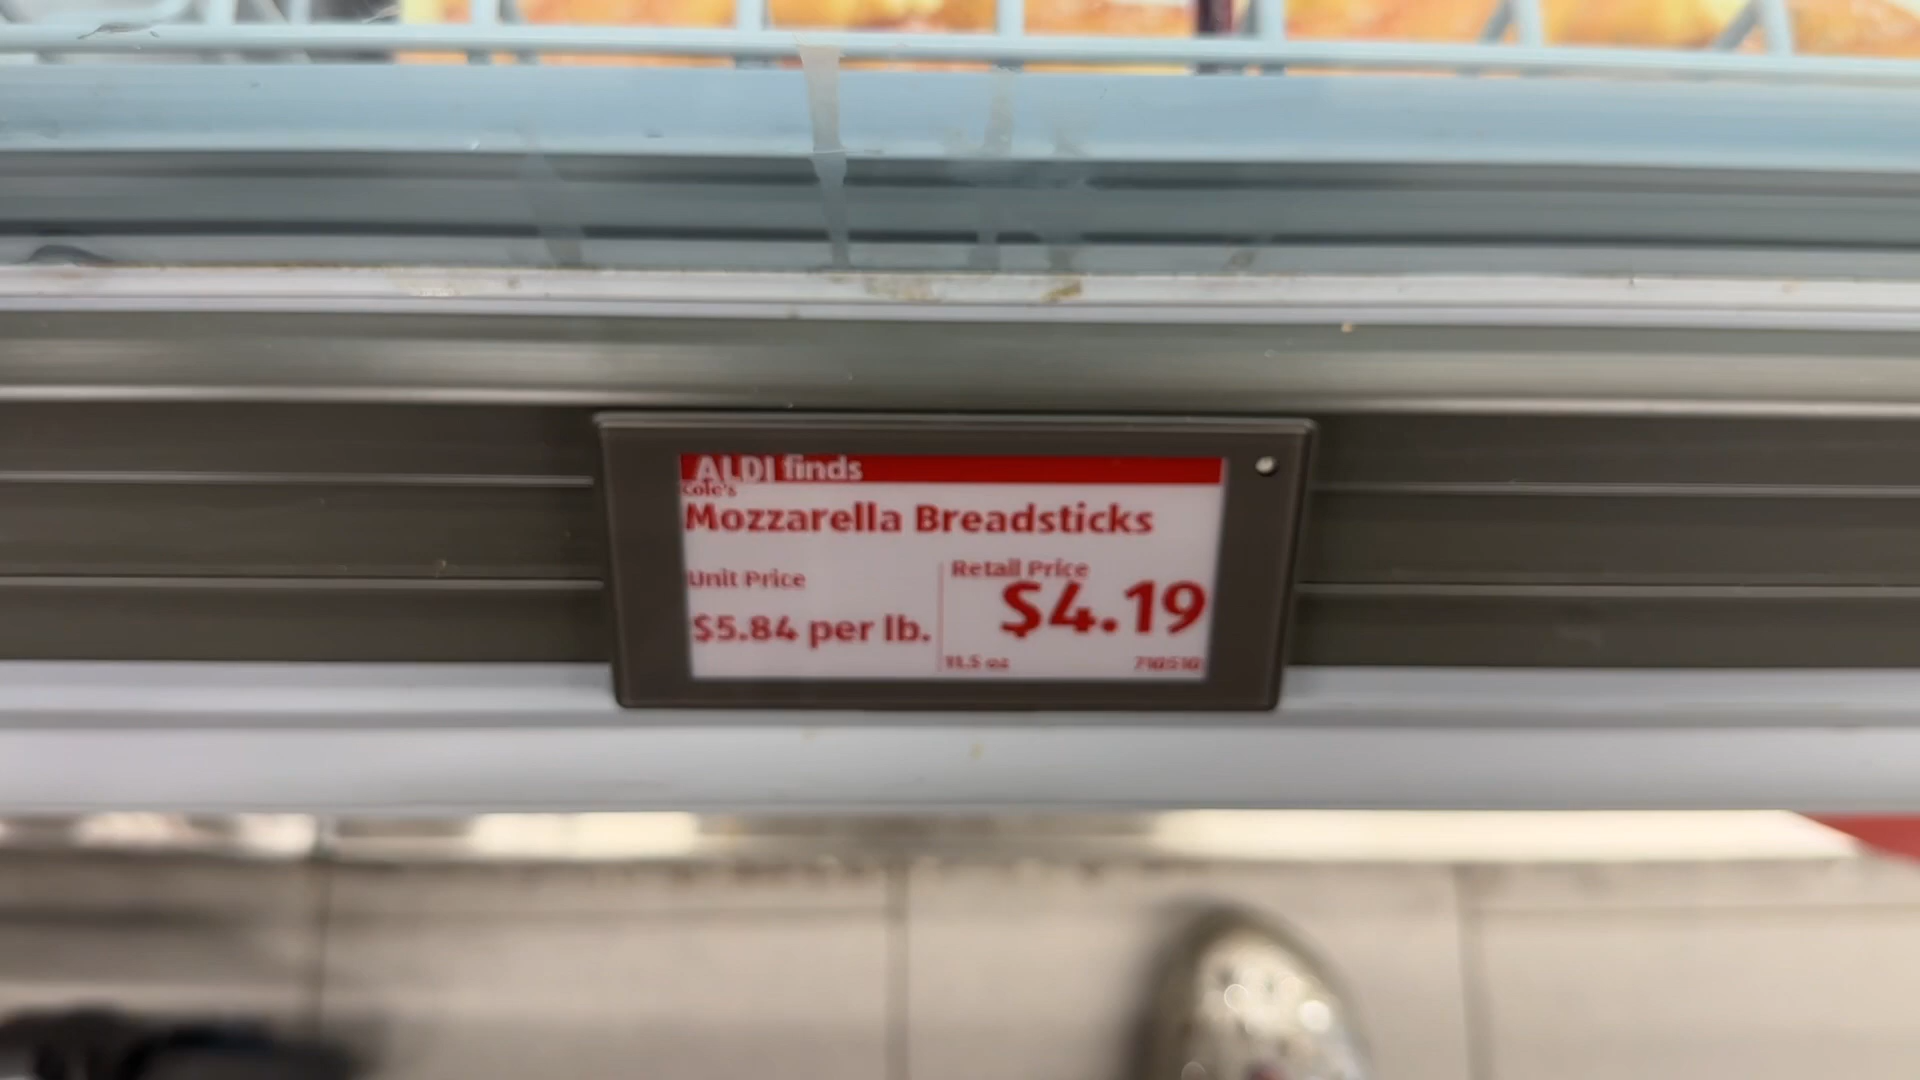 ALDI finds
Cole's
Mozzarella Breadsticks
Unit Price
$5.84 per lb.
Retail Price
$4.19
11.5 oz